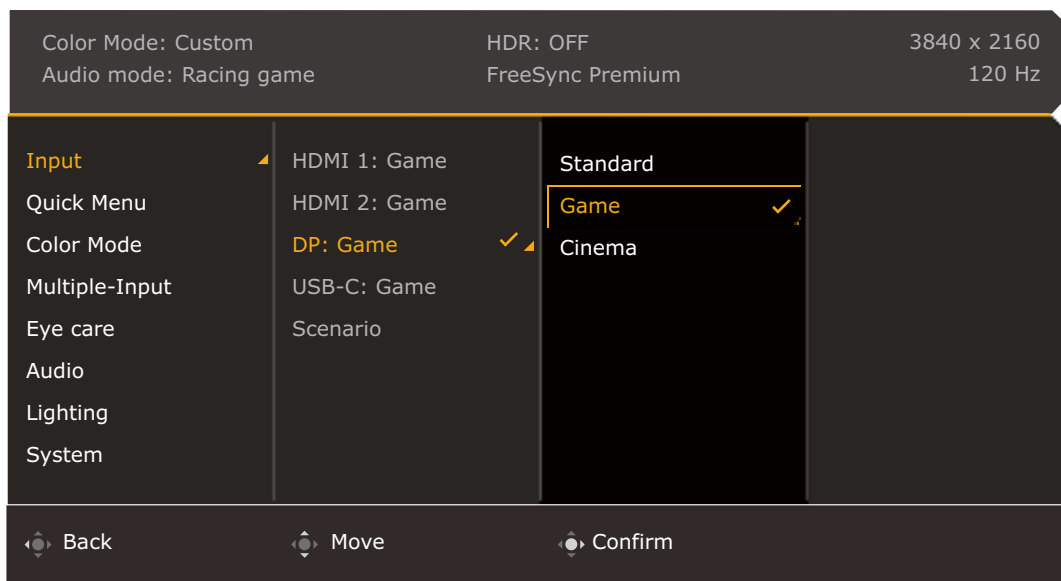 Color Mode: Custom
HDR: OFF
3840 x 2160
Audio mode: Racing game
FreeSync Premium
120 Hz
Input
Quick Menu
Color Mode
Multiple-Input
Eye care
Audio
Lighting
System
HDMI 1: Game
HDMI 2: Game
DP: Game
USB-C: Game
Scenario
Standard
Game
Cinema
Back
Move
Confirm